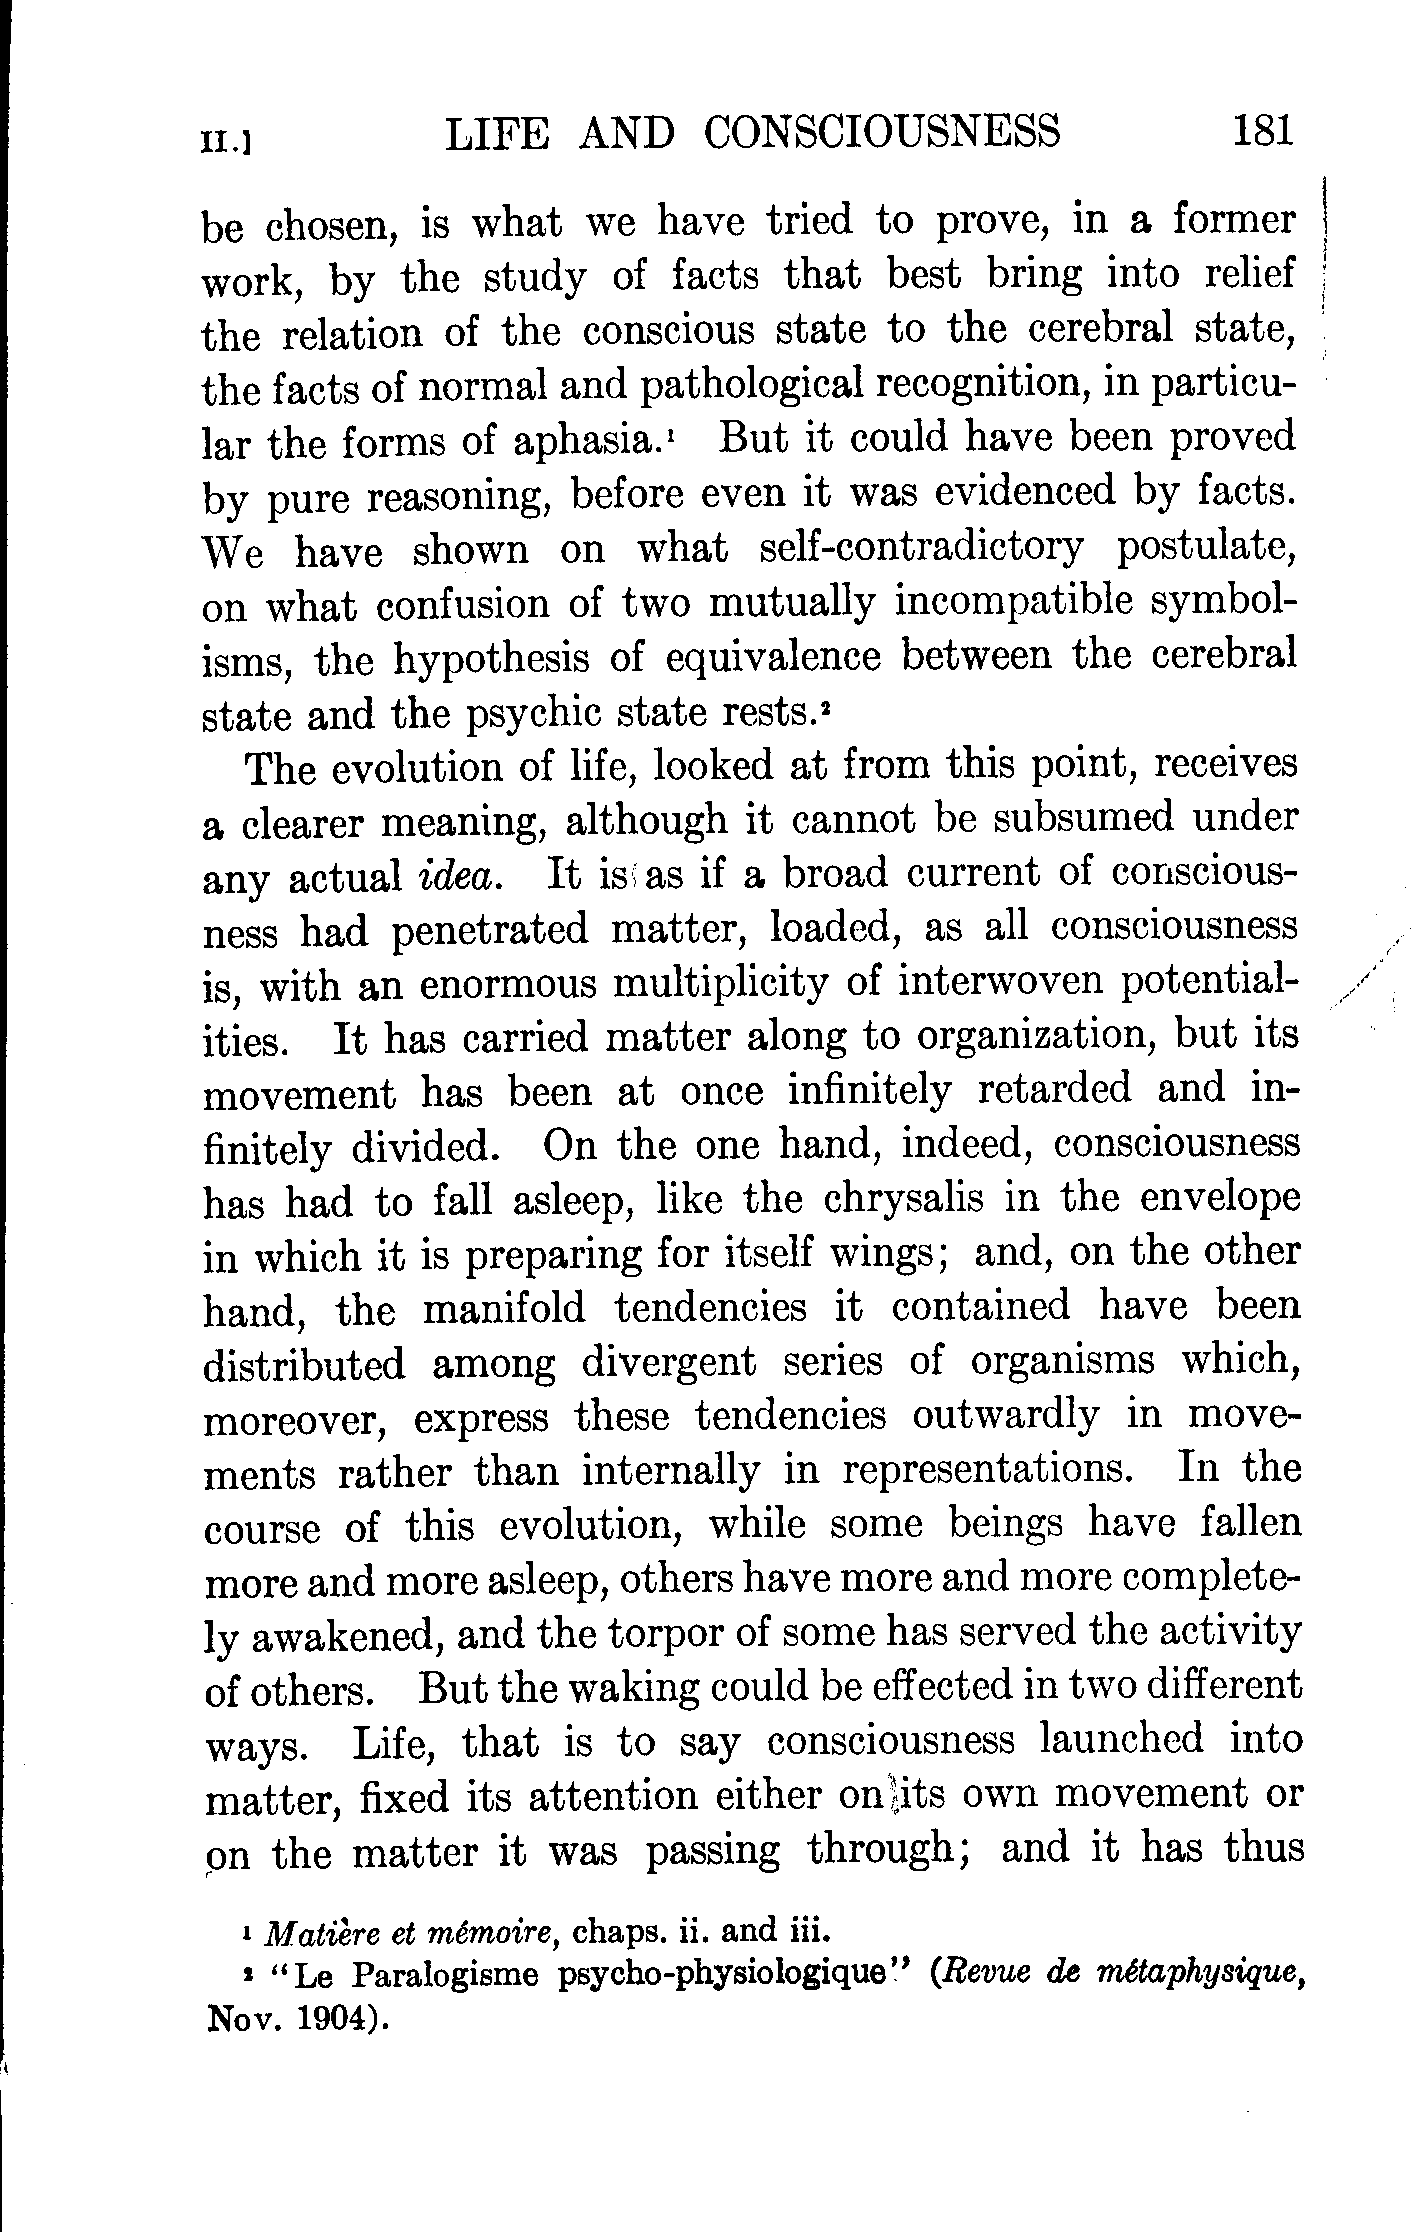 II.] LIFE AND CONSCIOUSNESS 181
be chosen, is what we have tried to prove, in a former
work, by the study of facts that best bring into relief
the relation of the conscious state to the cerebral state,
the facts of normal and pathological recognition, in particu-
lar the forms of aphasia.¹ But it could have been proved
by pure reasoning, before even it was evidenced by facts.
We have shown on what self-contradictory postulate,
on what confusion of two mutually incompatible symbol-
isms, the hypothesis of equivalence between the cerebral
state and the psychic state rests.²
The evolution of life, looked at from this point, receives
a clearer meaning, although it cannot be subsumed under
any actual idea. It is as if a broad current of conscious-
ness had penetrated matter, loaded, as all consciousness
is, with an enormous multiplicity of interwoven potential-
ities. It has carried matter along to organization, but its
movement has been at once infinitely retarded and in-
finitely divided. On the one hand, indeed, consciousness
has had to fall asleep, like the chrysalis in the envelope
in which it is preparing for itself wings; and, on the other
hand, the manifold tendencies it contained have been
distributed among divergent series of organisms which,
moreover, express these tendencies outwardly in move-
ments rather than internally in representations. In the
course of this evolution, while some beings have fallen
more and more asleep, others have more and more complete-
ly awakened, and the torpor of some has served the activity
of others. But the waking could be effected in two different
ways. Life, that is to say consciousness launched into
matter, fixed its attention either on its own movement or
on the matter it was passing through; and it has thus
¹ Matière et mémoire, chaps. ii. and iii.
² "Le Paralogisme psycho-physiologique" (Revue de métaphysique,
Nov. 1904).